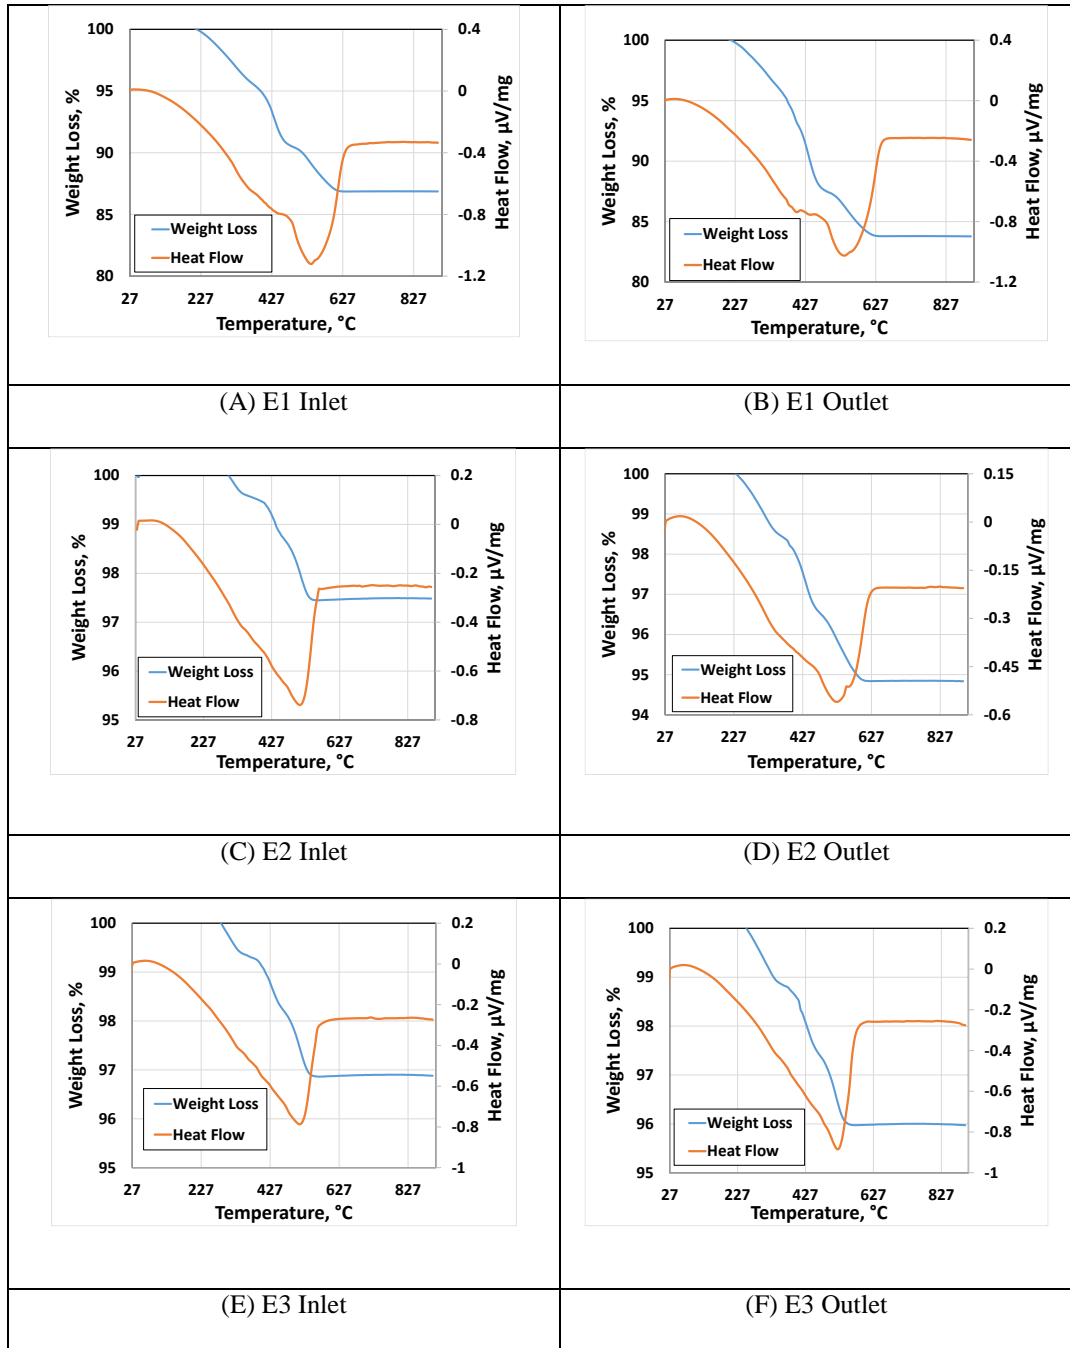 100
95
90
85
80
Weight Loss, %
0.4
0
-0.4
-0.8
-1.2
Heat Flow, µV/mg
Weight Loss
Heat Flow
27 227 427 627 827
Temperature, °C
(A) E1 Inlet
100
95
90
85
80
Weight Loss, %
0.4
0
-0.4
-0.8
-1.2
Heat Flow, µV/mg
Weight Loss
Heat Flow
27 227 427 627 827
Temperature, °C
(B) E1 Outlet
100
99
98
97
96
95
Weight Loss, %
0.2
0
-0.2
-0.4
-0.6
-0.8
Heat Flow, µV/mg
Weight Loss
Heat Flow
27 227 427 627 827
Temperature, °C
(C) E2 Inlet
100
99
98
97
96
95
94
Weight Loss, %
0.15
0
-0.15
-0.3
-0.45
-0.6
Heat Flow, µV/mg
Weight Loss
Heat Flow
27 227 427 627 827
Temperature, °C
(D) E2 Outlet
100
99
98
97
96
95
Weight Loss, %
0.2
0
-0.2
-0.4
-0.6
-0.8
-1
Heat Flow, µV/mg
Weight Loss
Heat Flow
27 227 427 627 827
Temperature, °C
(E) E3 Inlet
100
99
98
97
96
95
Weight Loss, %
0.2
0
-0.2
-0.4
-0.6
-0.8
-1
Heat Flow, µV/mg
Weight Loss
Heat Flow
27 227 427 627 827
Temperature, °C
(F) E3 Outlet